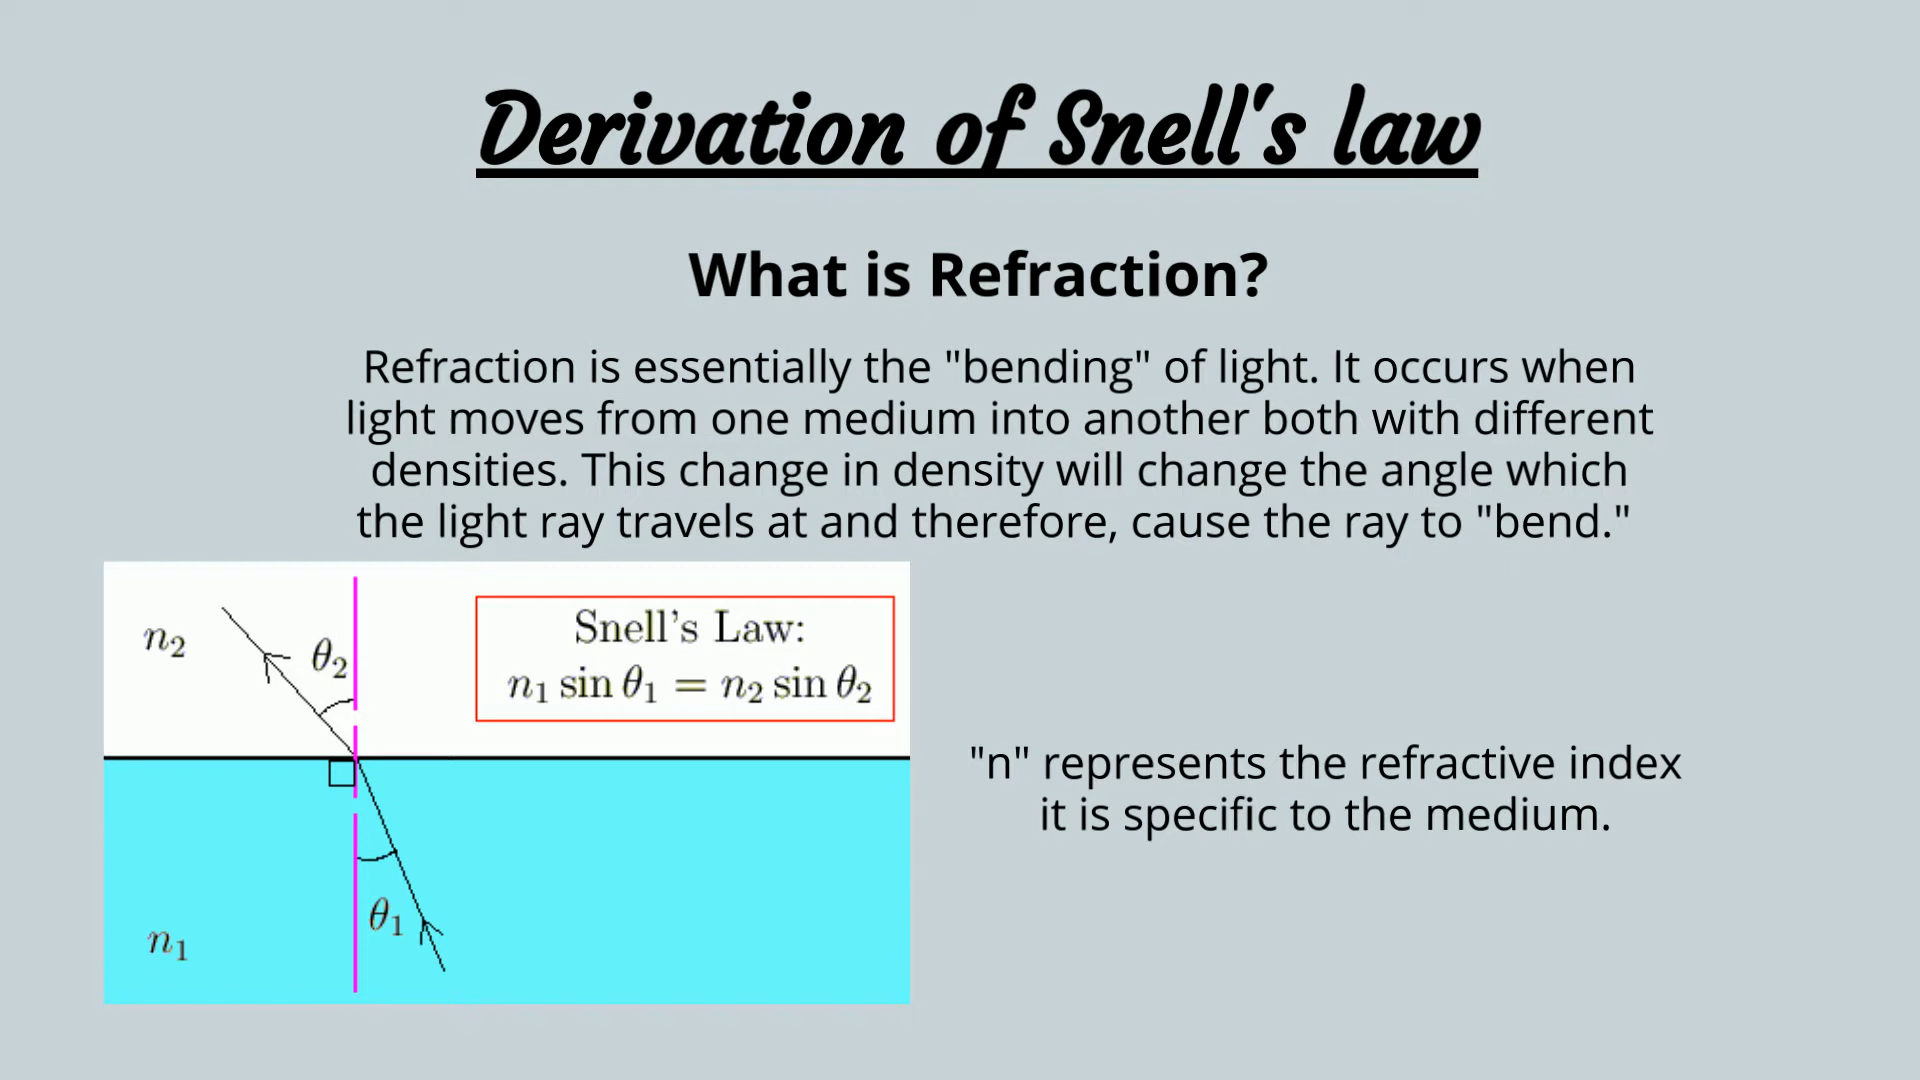 Derivation of Snell's law
What is Refraction?
Refraction is essentially the "bending" of light. It occurs when
light moves from one medium into another both with different
densities. This change in density will change the angle which
the light ray travels at and therefore, cause the ray to "bend."
n₂
θ₂
Snell's Law:
n₁ sin θ₁ = n₂ sin θ₂
"n" represents the refractive index
it is specific to the medium.
θ₁
n₁